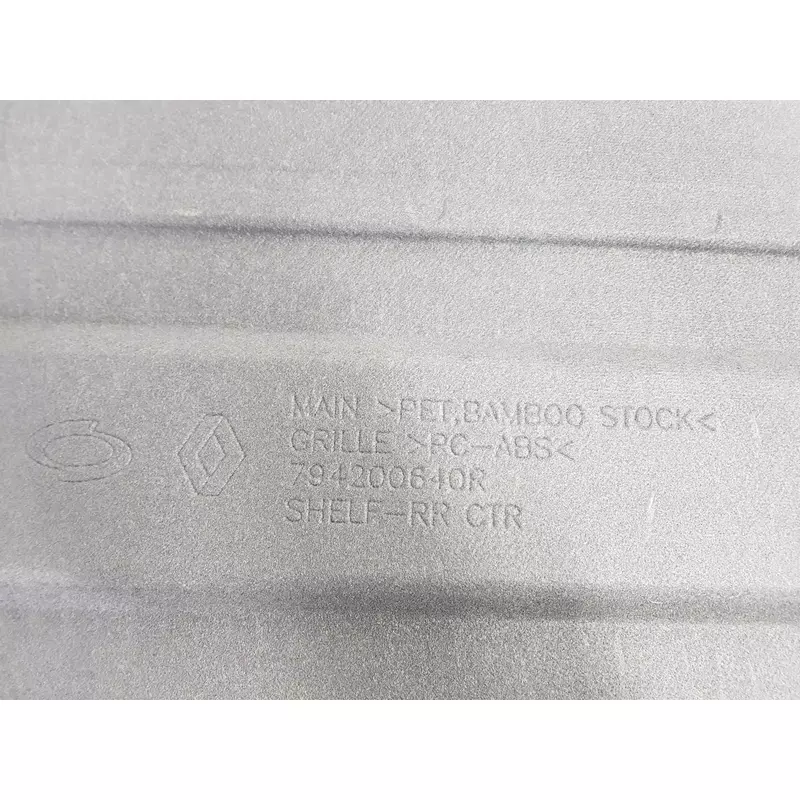 MAIN >PET,BAMBOO STOCK<
GRILLE >PC-ABS<
794200640R
SHELF-RR CTR